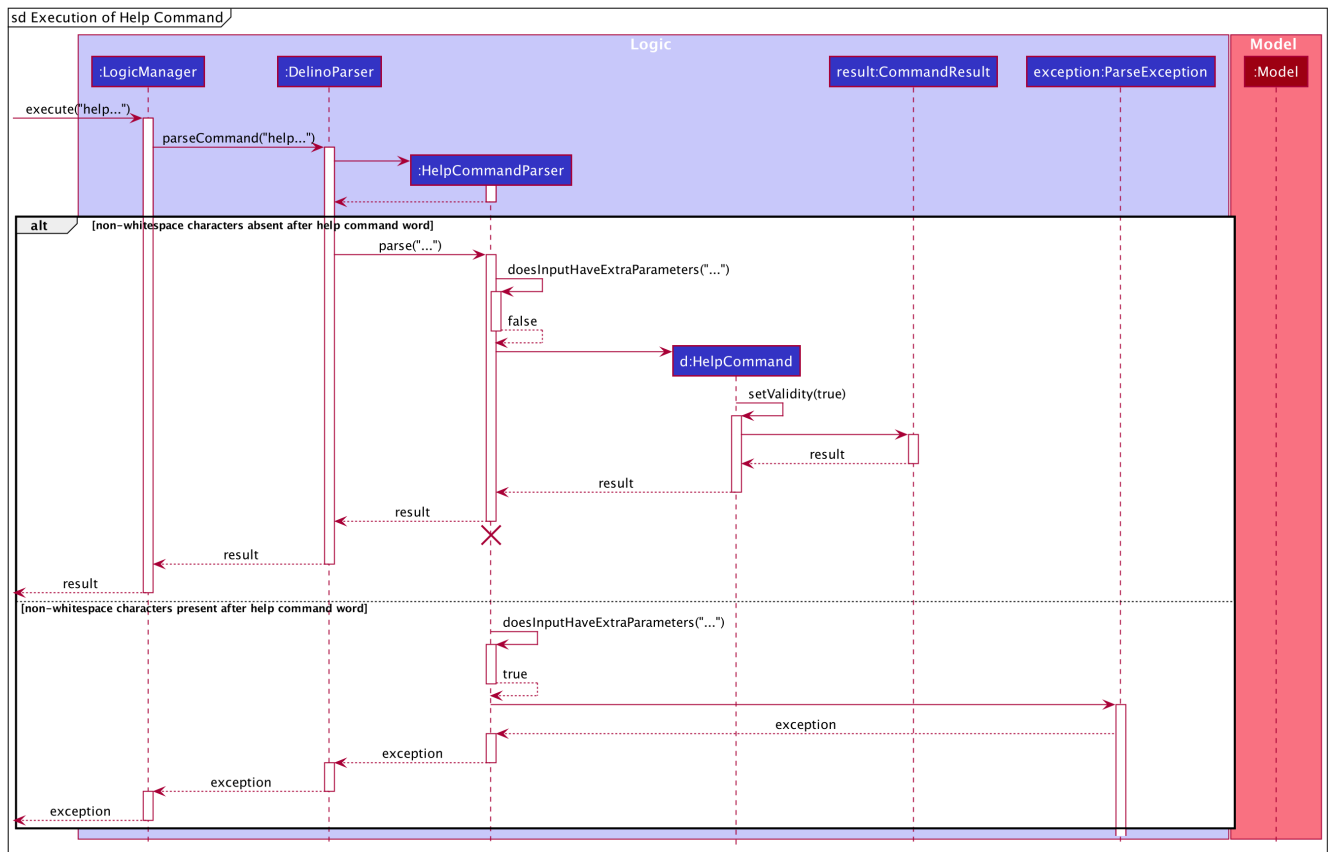 sd Execution of Help Command
Logic
Model
:LogicManager
:DelinoParser
result:CommandResult
exception:ParseException
:Model
execute("help...")
parseCommand("help...")
:HelpCommandParser
alt
[non-whitespace characters absent after help command word]
parse("...")
doesInputHaveExtraParameters("...")
false
d:HelpCommand
setValidity(true)
result
result
result
result
result
[non-whitespace characters present after help command word]
doesInputHaveExtraParameters("...")
true
exception
exception
exception
exception